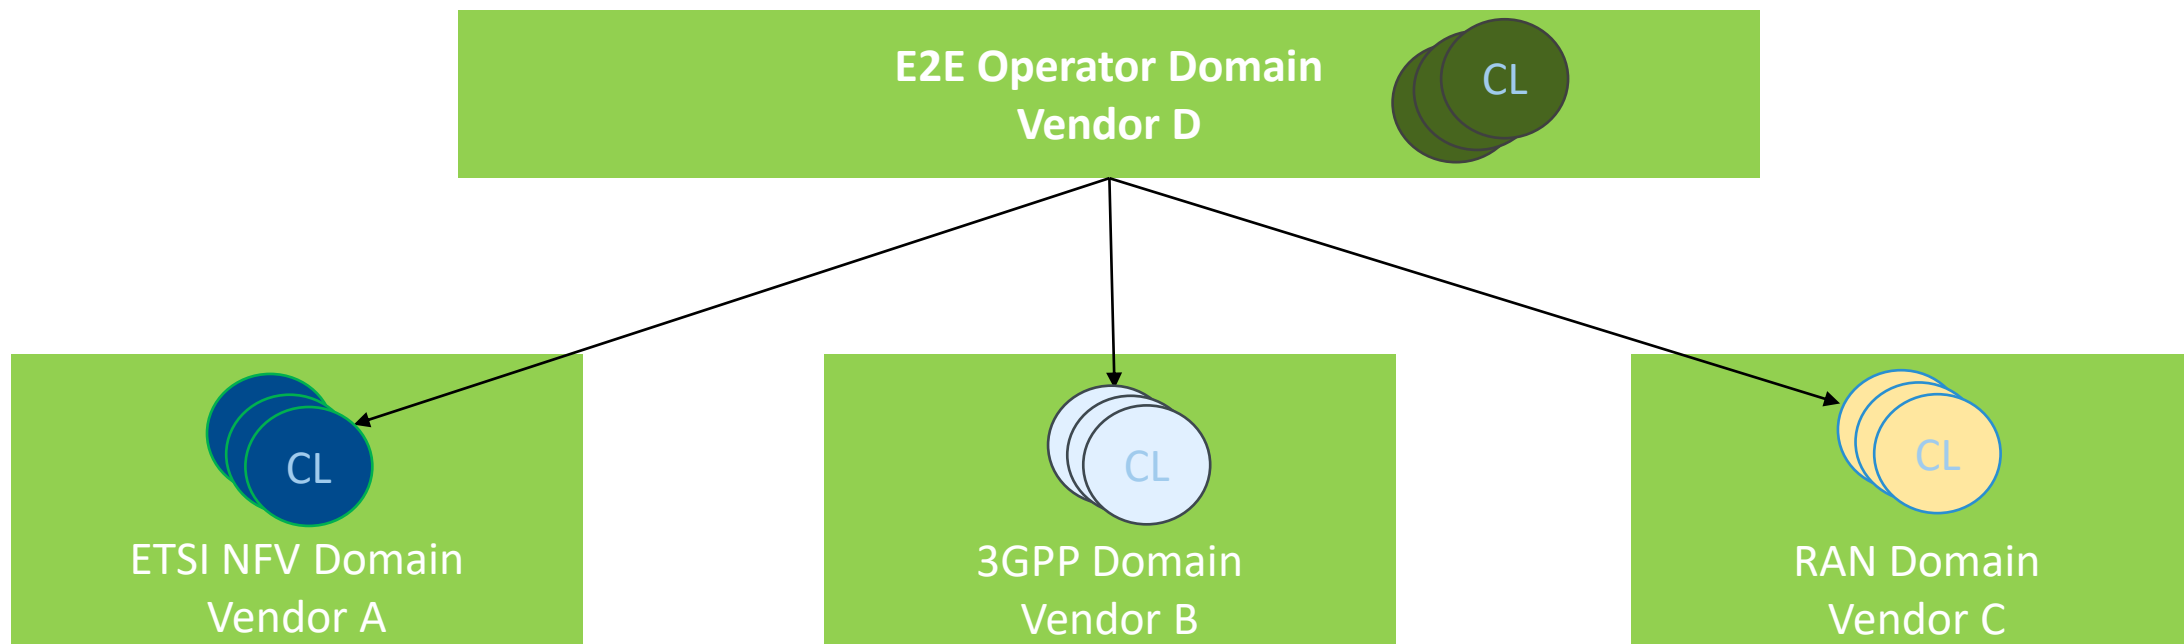 E2E Operator Domain
Vendor D
CL
CL
ETSI NFV Domain
Vendor A
CL
3GPP Domain
Vendor B
CL
RAN Domain
Vendor C